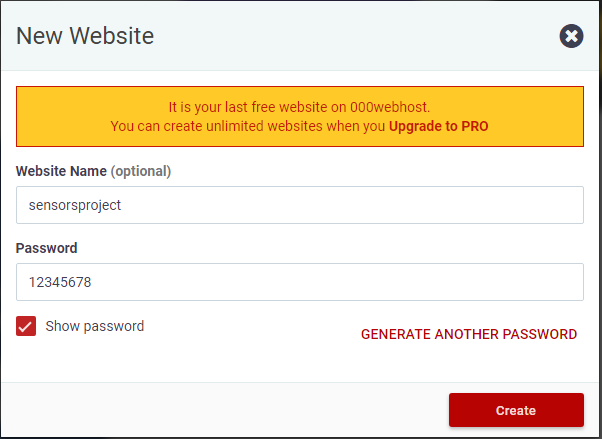 New Website
It is your last free website on 000webhost.
You can create unlimited websites when you Upgrade to PRO
Website Name (optional)
sensorsproject
Password
12345678
Show password
GENERATE ANOTHER PASSWORD
Create